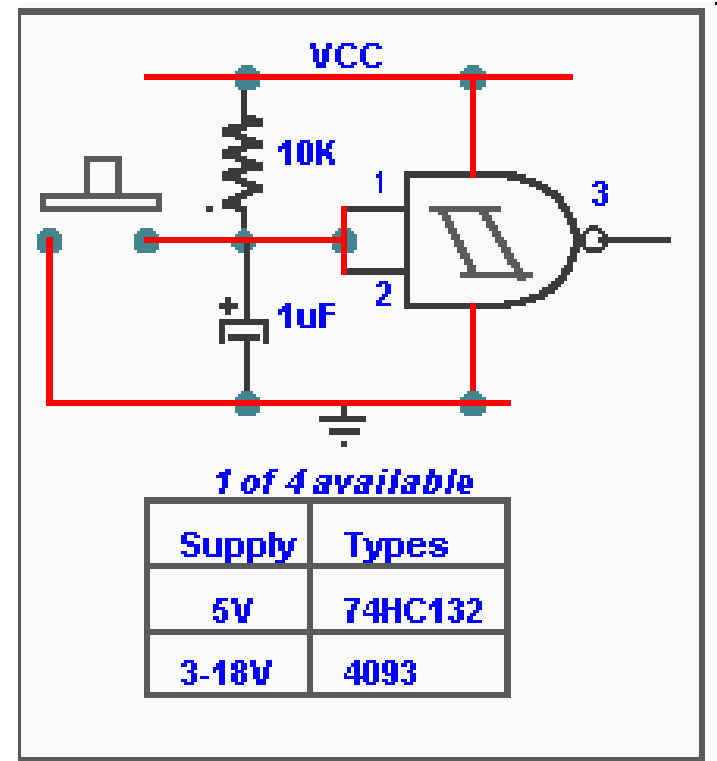 VCC
10K
1
3
2
+
1uF
1 of 4 available
Supply Types
5V 74HC132
3-18V 4093